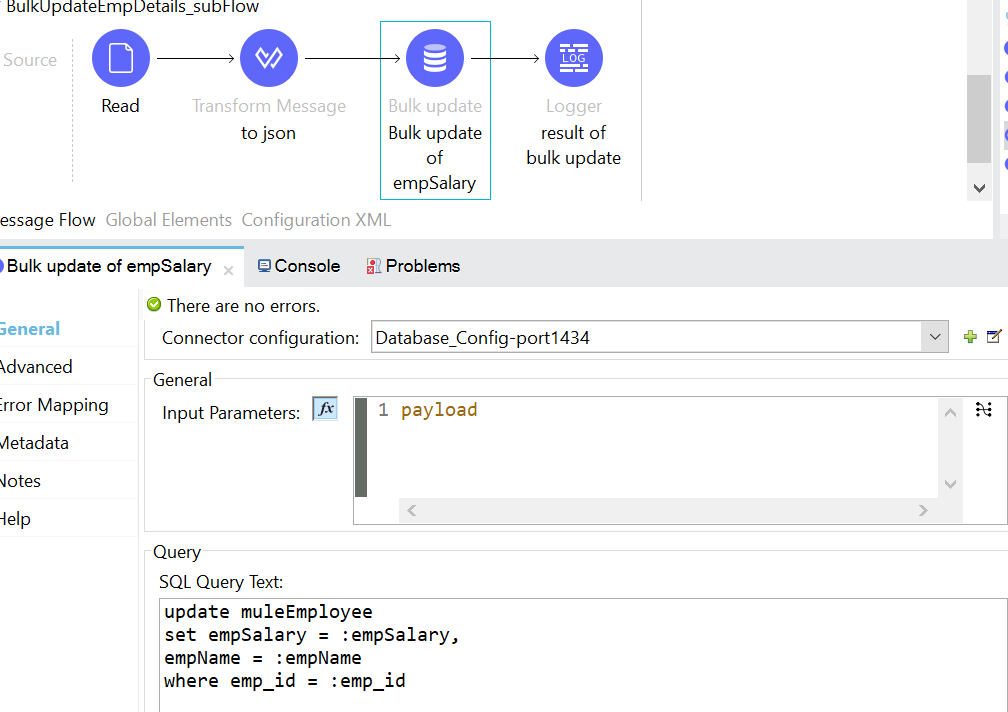 BulkUpdateEmpDetails_subFlow
Source
LOG
Read
Transform Message
Bulk update
Logger
to json
Bulk update
of
empSalary
result of
bulk update
essage Flow Global Elements Configuration XML
Bulk update of empSalary Console Problems
There are no errors.
General
Connector configuration: Database_Config-port1434
Advanced
General
Error Mapping
Input Parameters: fx 1 payload
Metadata
Notes
Help
Query
SQL Query Text:
update muleEmployee
set empSalary = :empSalary,
empName = :empName
where emp_id = :emp_id